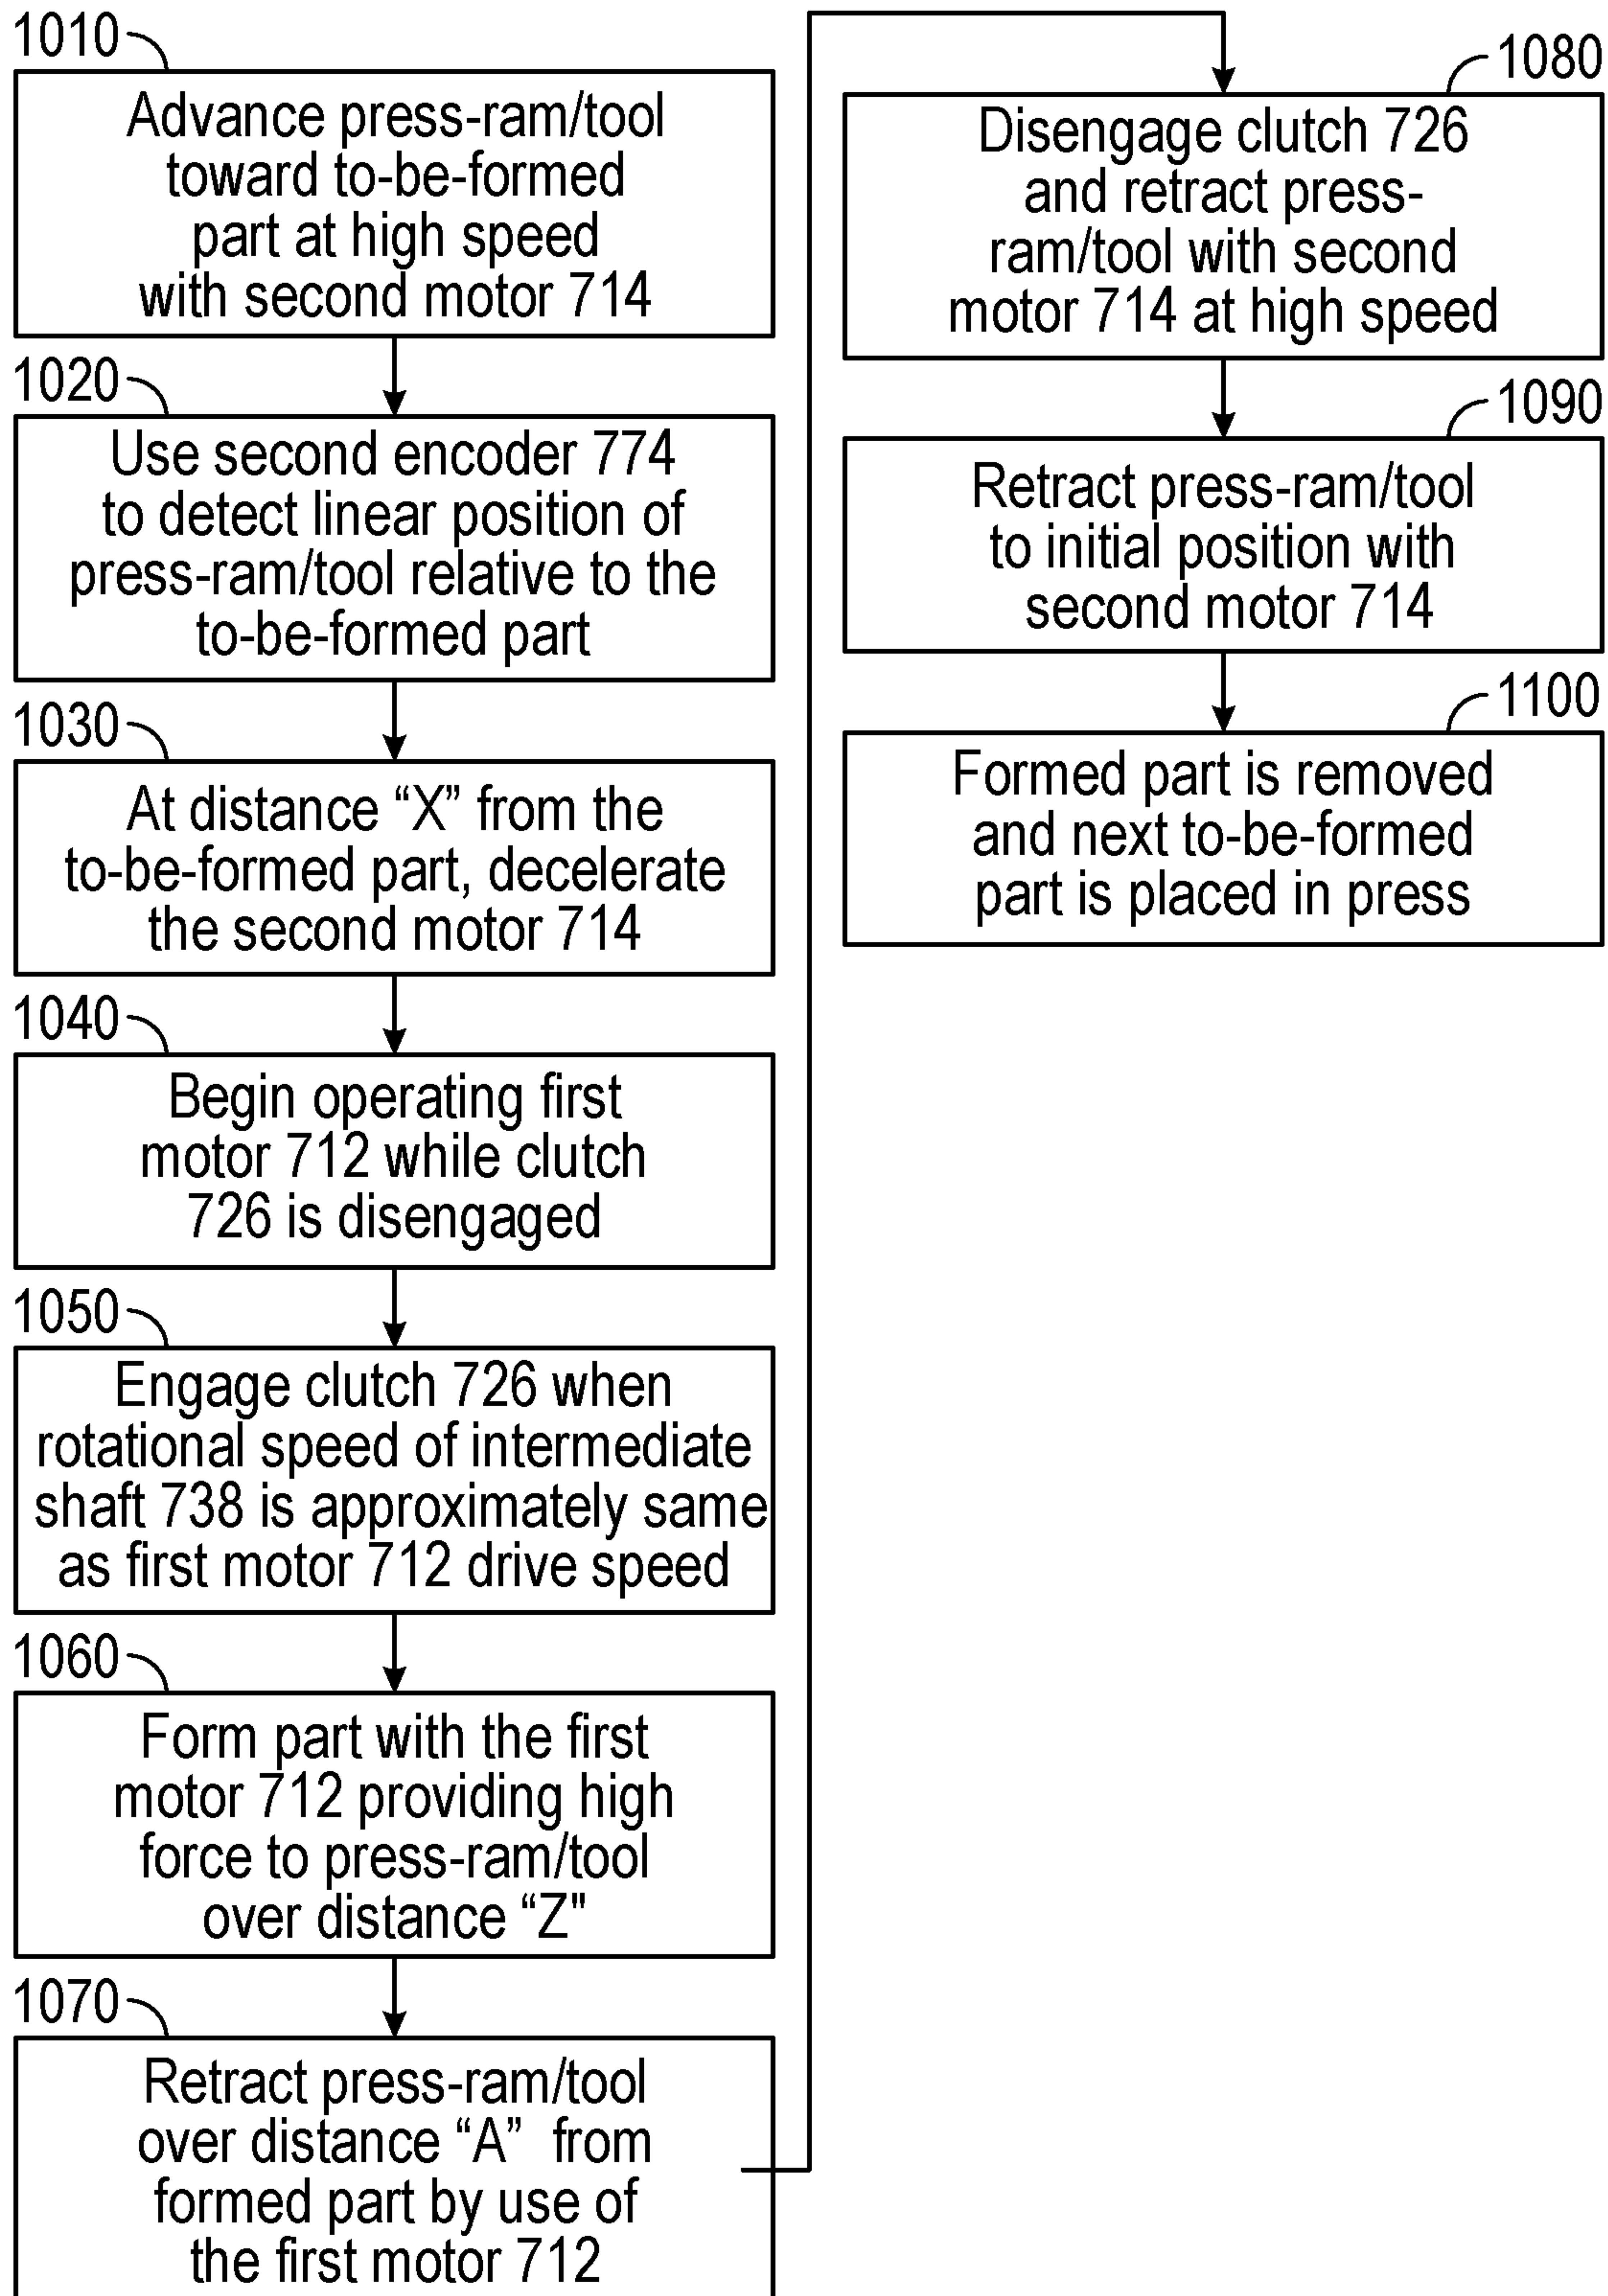 1010
Advance press-ram/tool
toward to-be-formed
part at high speed
with second motor 714
1020
Use second encoder 774
to detect linear position of
press-ram/tool relative to the
to-be-formed part
1030
At distance “X” from the
to-be-formed part, decelerate
the second motor 714
1040
Begin operating first
motor 712 while clutch
726 is disengaged
1050
Engage clutch 726 when
rotational speed of intermediate
shaft 738 is approximately same
as first motor 712 drive speed
1060
Form part with the first
motor 712 providing high
force to press-ram/tool
over distance “Z"
1070
Retract press-ram/tool
over distance “A” from
formed part by use of
the first motor 712
1080
Disengage clutch 726
and retract press-
ram/tool with second
motor 714 at high speed
1090
Retract press-ram/tool
to initial position with
second motor 714
1100
Formed part is removed
and next to-be-formed
part is placed in press